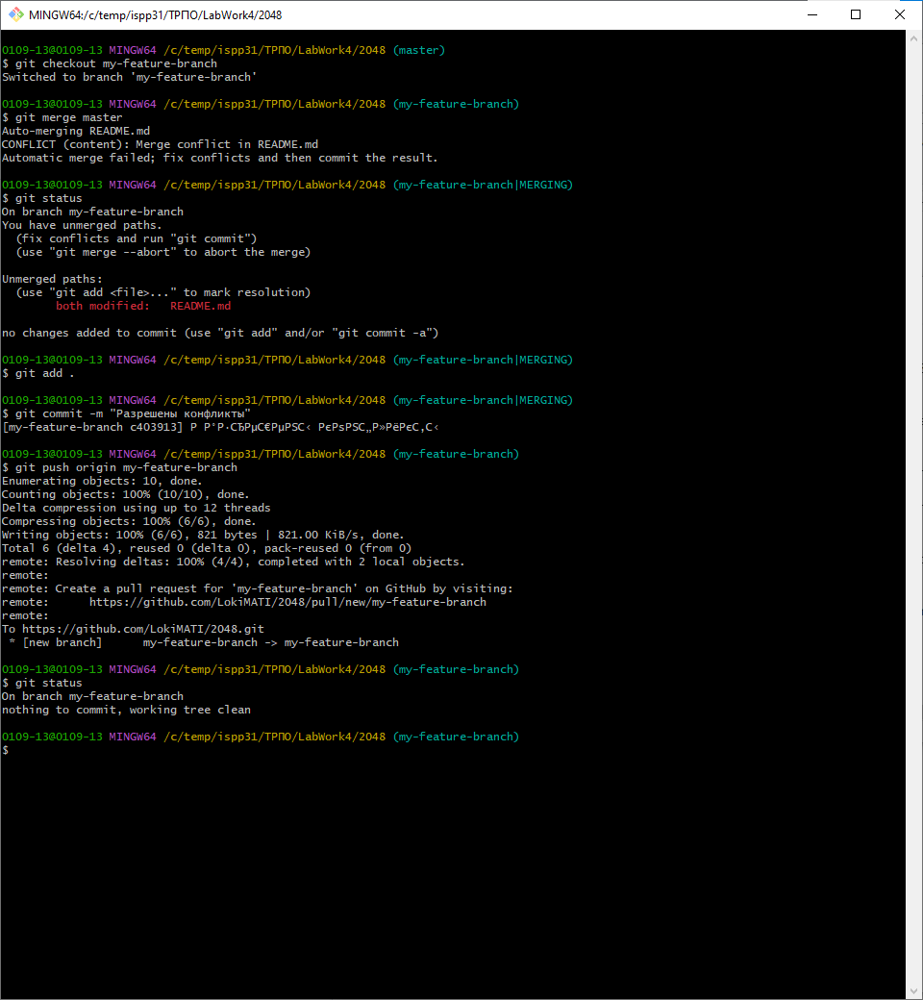 MINGW64:/c/temp/ispp31/ТРПО/LabWork4/2048
0109-13@0109-13 MINGW64 /c/temp/ispp31/ТРПО/LabWork4/2048 (master)
$ git checkout my-feature-branch
Switched to branch 'my-feature-branch'
0109-13@0109-13 MINGW64 /c/temp/ispp31/ТРПО/LabWork4/2048 (my-feature-branch)
$ git merge master
Auto-merging README.md
CONFLICT (content): Merge conflict in README.md
Automatic merge failed; fix conflicts and then commit the result.
0109-13@0109-13 MINGW64 /c/temp/ispp31/ТРПО/LabWork4/2048 (my-feature-branch|MERGING)
$ git status
On branch my-feature-branch
You have unmerged paths.
  (fix conflicts and run "git commit")
  (use "git merge --abort" to abort the merge)
Unmerged paths:
  (use "git add <file>..." to mark resolution)
        both modified:   README.md
no changes added to commit (use "git add" and/or "git commit -a")
0109-13@0109-13 MINGW64 /c/temp/ispp31/ТРПО/LabWork4/2048 (my-feature-branch|MERGING)
$ git add .
0109-13@0109-13 MINGW64 /c/temp/ispp31/ТРПО/LabWork4/2048 (my-feature-branch|MERGING)
$ git commit -m "Разрешены конфликты"
[my-feature-branch c403913] Р Р°Р·СЂРµС€РµРЅС‹ РєРѕРЅС„Р»РёРєС‚С‹
0109-13@0109-13 MINGW64 /c/temp/ispp31/ТРПО/LabWork4/2048 (my-feature-branch)
$ git push origin my-feature-branch
Enumerating objects: 10, done.
Counting objects: 100% (10/10), done.
Delta compression using up to 12 threads
Compressing objects: 100% (6/6), done.
Writing objects: 100% (6/6), 821 bytes | 821.00 KiB/s, done.
Total 6 (delta 4), reused 0 (delta 0), pack-reused 0 (from 0)
remote: Resolving deltas: 100% (4/4), completed with 2 local objects.
remote:
remote: Create a pull request for 'my-feature-branch' on GitHub by visiting:
remote:      https://github.com/LokiMATI/2048/pull/new/my-feature-branch
remote:
To https://github.com/LokiMATI/2048.git
 * [new branch]      my-feature-branch -> my-feature-branch
0109-13@0109-13 MINGW64 /c/temp/ispp31/ТРПО/LabWork4/2048 (my-feature-branch)
$ git status
On branch my-feature-branch
nothing to commit, working tree clean
0109-13@0109-13 MINGW64 /c/temp/ispp31/ТРПО/LabWork4/2048 (my-feature-branch)
$